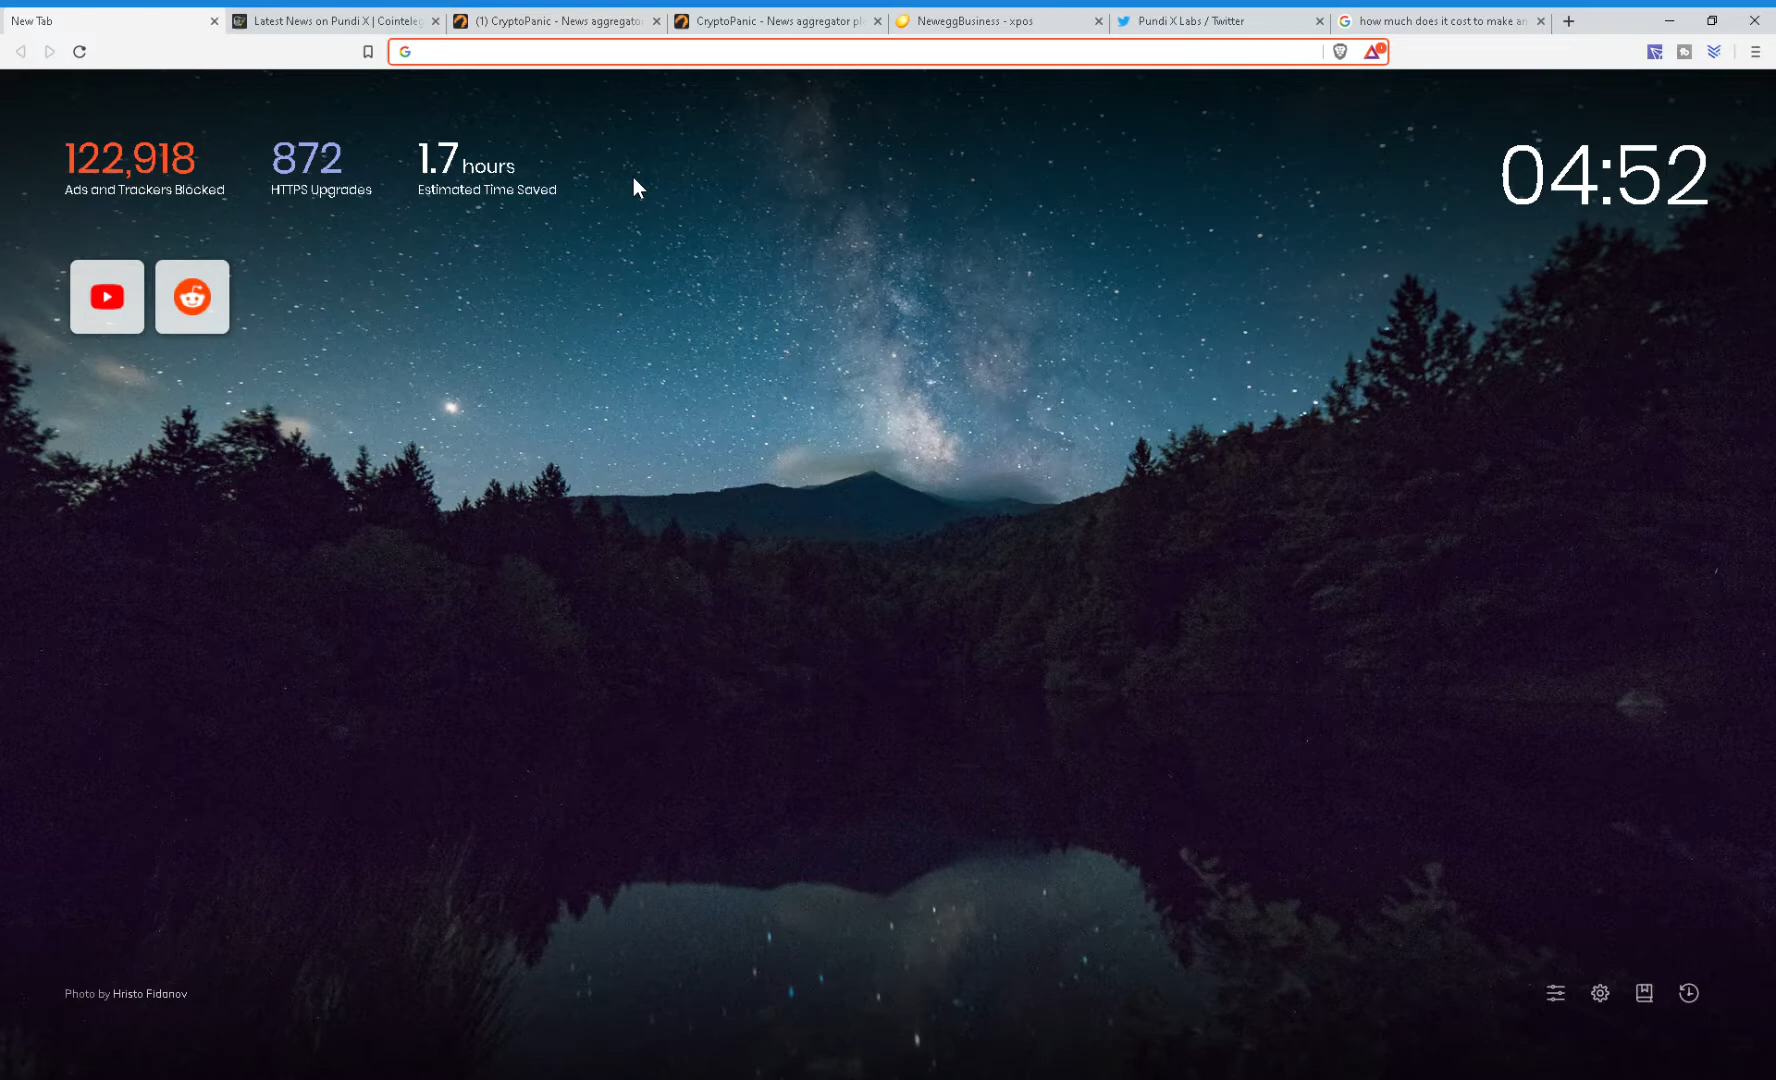 New Tab
Latest News on Pundi X | Cointeleg
(1) CryptoPanic - News aggregator
CryptoPanic - News aggregator pl
NeweggBusiness - xpos
Pundi X Labs / Twitter
how much does it cost to make an
122,918
Ads and Trackers Blocked
872
HTTPS Upgrades
1.7 hours
Estimated Time Saved
04:52
Photo by Hristo Fidanov